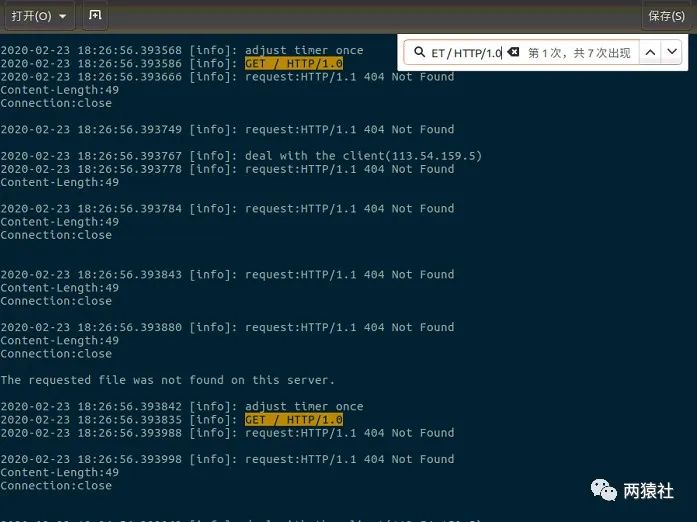 打开(O)
保存(S)
ET / HTTP/1.0 第 1 次，共 7 次出现
2020-02-23 18:26:56.393568 [info]: adjust timer once
2020-02-23 18:26:56.393586 [info]: GET / HTTP/1.0
2020-02-23 18:26:56.393666 [info]: request:HTTP/1.1 404 Not Found
Content-Length:49
Connection:close
2020-02-23 18:26:56.393749 [info]: request:HTTP/1.1 404 Not Found
2020-02-23 18:26:56.393767 [info]: deal with the client(113.54.159.5)
2020-02-23 18:26:56.393778 [info]: request:HTTP/1.1 404 Not Found
Content-Length:49
2020-02-23 18:26:56.393784 [info]: request:HTTP/1.1 404 Not Found
Content-Length:49
Connection:close
2020-02-23 18:26:56.393843 [info]: request:HTTP/1.1 404 Not Found
Content-Length:49
Connection:close
2020-02-23 18:26:56.393880 [info]: request:HTTP/1.1 404 Not Found
Content-Length:49
Connection:close
The requested file was not found on this server.
2020-02-23 18:26:56.393842 [info]: adjust timer once
2020-02-23 18:26:56.393835 [info]: GET / HTTP/1.0
2020-02-23 18:26:56.393988 [info]: request:HTTP/1.1 404 Not Found
2020-02-23 18:26:56.393998 [info]: request:HTTP/1.1 404 Not Found
Content-Length:49
Connection:close
两猿社